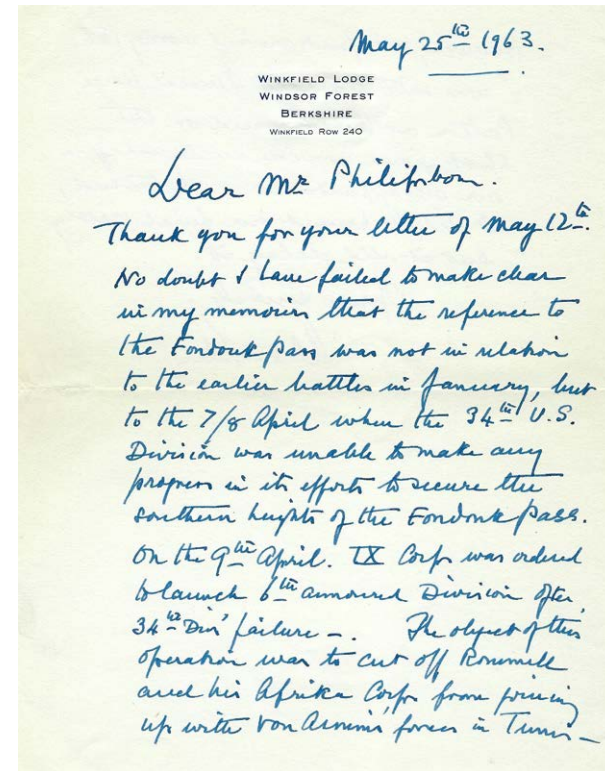 May 25th 1963.
WINKFIELD LODGE
WINDSOR FOREST
BERKSHIRE
WINKFIELD ROW 240
Dear Mr
Thank you for your letter of May 12th.
No doubt I have failed to make clear
in my memoirs that the reference to
the Fondouk Pass was not in relation
to the earlier battles in January, but
to the 7/8 April when the 34th U.S.
Division was unable to make any
progress in its efforts to secure the
southern heights of the Fondouk Pass.
On the 9th April. IX Corps was ordered
to launch 6th armoured Division after
34th Div' failure –. The object of this
operation was to cut off Rommell
and his Afrika Corps from joining
up with Von Arnim's forces in Tunis –